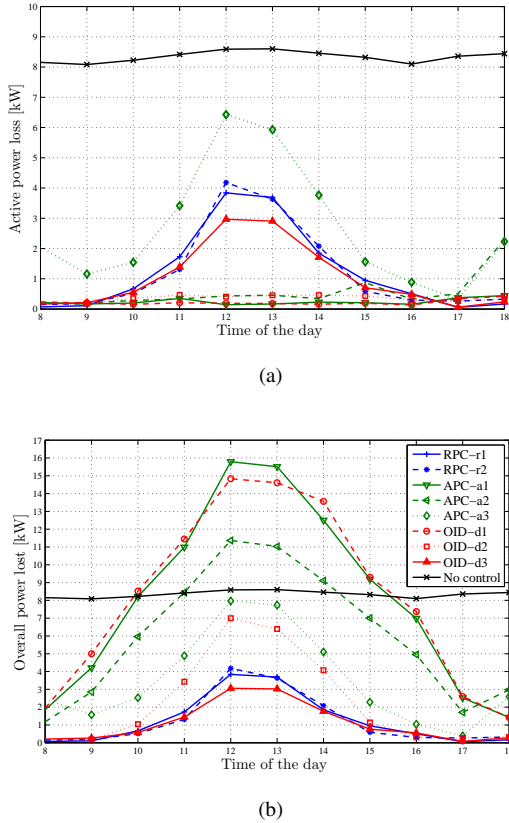 10
9
8
7
6
5
4
3
2
1
0
Active power loss [kW]
8 9 10 11 12 13 14 15 16 17 18
Time of the day
(a)
17
16
15
14
13
12
11
10
9
8
7
6
5
4
3
2
1
0
Overall power lost [kW]
RPC−r1
RPC−r2
APC−a1
APC−a2
APC−a3
OID−d1
OID−d2
OID−d3
No control
8 9 10 11 12 13 14 15 16 17
Time of the day
(b)